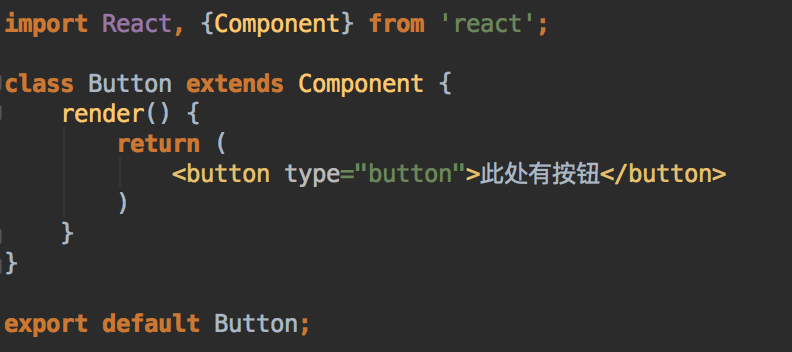 import React, {Component} from 'react';
class Button extends Component {
render() {
return (
<button type="button">此处有按钮</button>
)
}
}
export default Button;